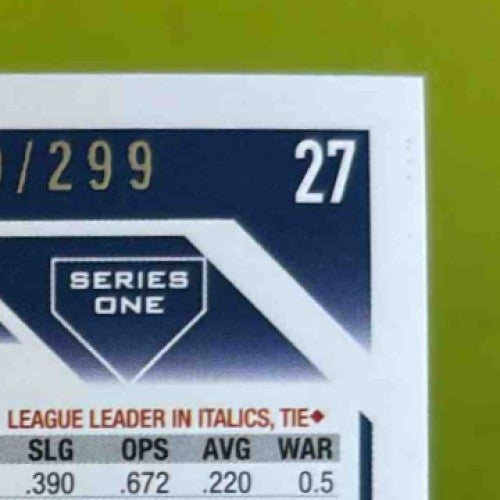 /299
27
SERIES
ONE
LEAGUE LEADER IN ITALICS, TIE◆
SLG OPS AVG WAR
.390 .672 .220 0.5